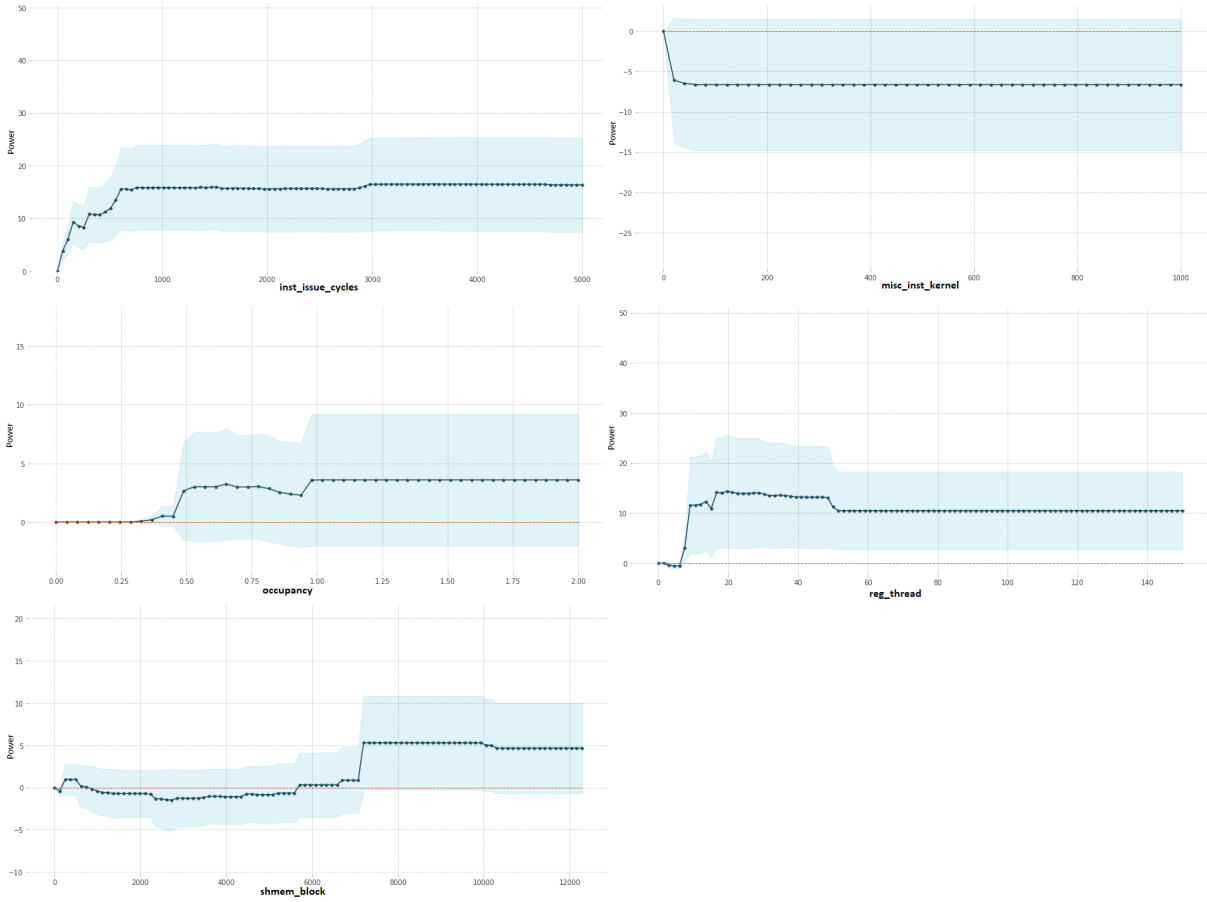 50
40
30
20
10
0
Power
0 1000 2000 3000 4000 5000
inst_issue_cycles
0
−5
−10
−15
−20
−25
Power
0 200 400 600 800 1000
misc_inst_kernel
15
10
5
0
Power
0.00 0.25 0.50 0.75 1.00 1.25 1.50 1.75 2.00
occupancy
50
40
30
20
10
0
Power
0 20 40 60 80 100 120 140
reg_thread
20
15
10
5
0
−5
−10
Power
0 2000 4000 6000 8000 10000 12000
shmem_block